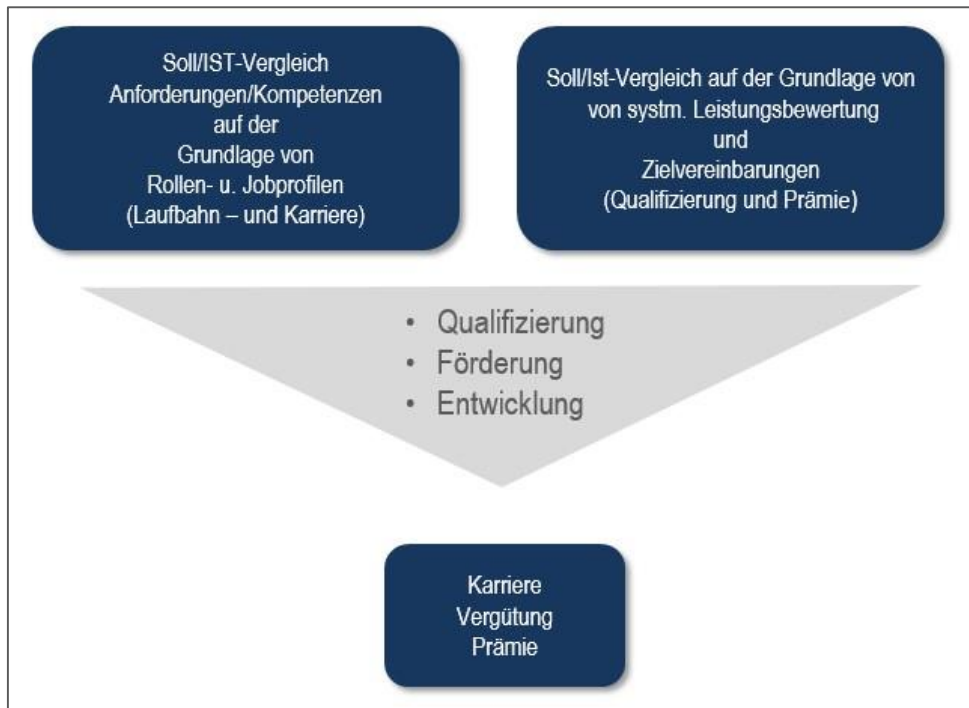 Soll/IST-Vergleich
Anforderungen/Kompetenzen
auf der
Grundlage von
Rollen- u. Jobprofilen
(Laufbahn – und Karriere)
Soll/Ist-Vergleich auf der Grundlage von
von systm. Leistungsbewertung
und
Zielvereinbarungen
(Qualifizierung und Prämie)
• Qualifizierung
• Förderung
• Entwicklung
Karriere
Vergütung
Prämie